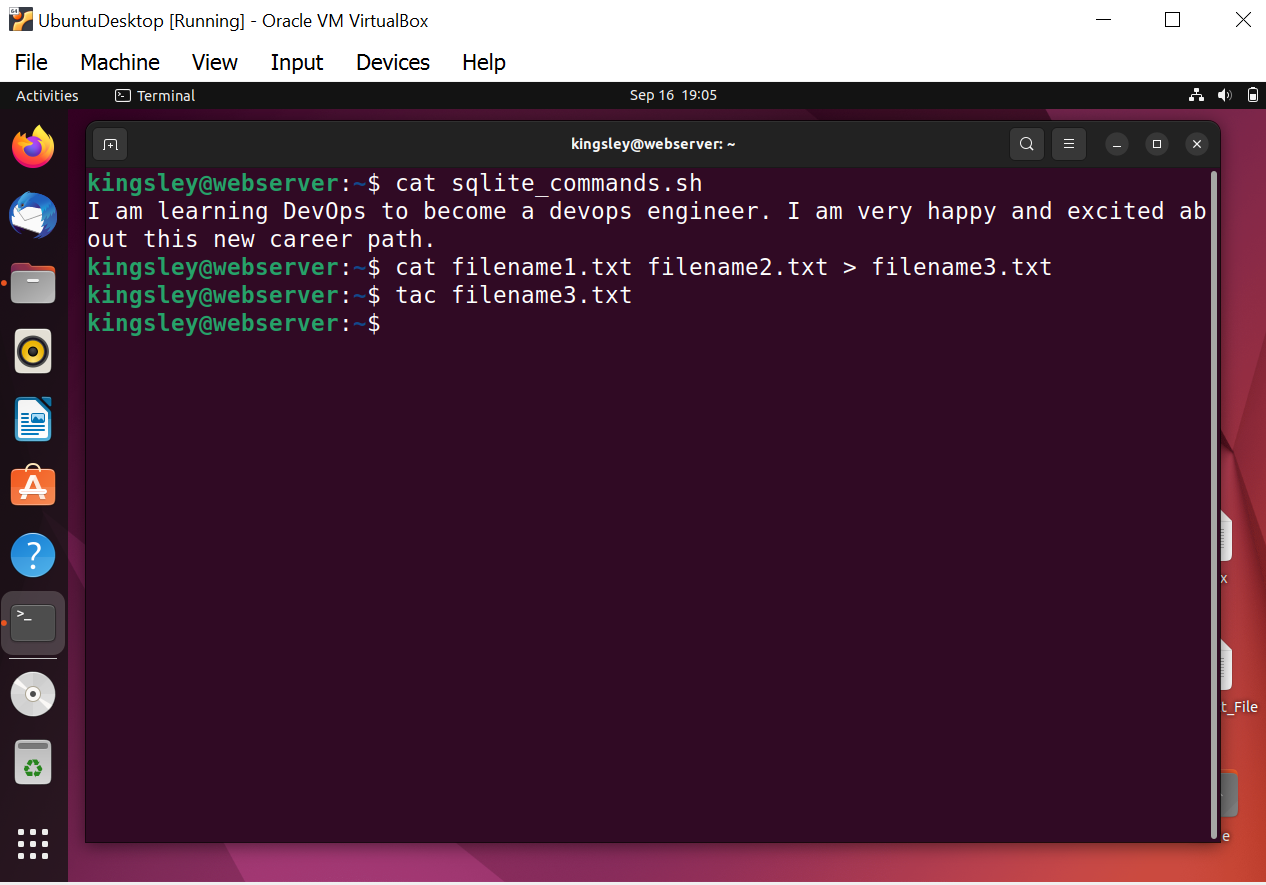 UbuntuDesktop [Running] - Oracle VM VirtualBox
File Machine View Input Devices Help
Activities Terminal Sep 16 19:05
kingsley@webserver: ~
kingsley@webserver:~$ cat sqlite_commands.sh
I am learning DevOps to become a devops engineer. I am very happy and excited ab
out this new career path.
kingsley@webserver:~$ cat filename1.txt filename2.txt > filename3.txt
kingsley@webserver:~$ tac filename3.txt
kingsley@webserver:~$
x
t_File
e